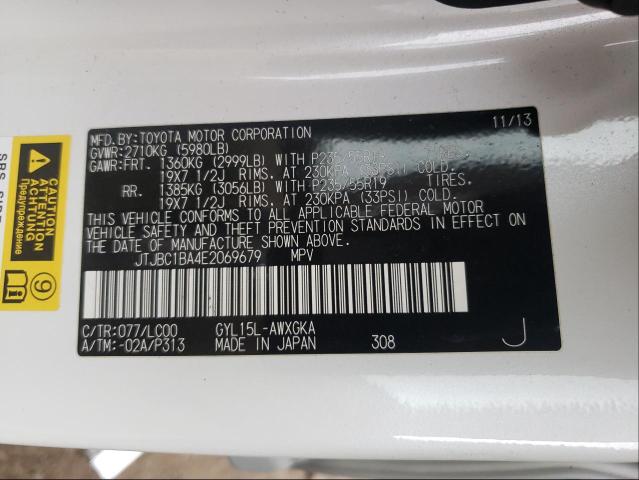 MFD.BY:TOYOTA MOTOR CORPORATION 11/13
GVWR:2710KG (5980LB)
GAWR:FRT. 1360KG (2999LB) WITH P235/55R19
19X7 1/2J RIMS. AT 230KPA (33PSI) COLD.
RR. 1385KG (3056LB) WITH P235/55R19 TIRES.
19X7 1/2J RIMS. AT 230KPA (33PSI) COLD.
THIS VEHICLE CONFORMS TO ALL APPLICABLE FEDERAL MOTOR
VEHICLE SAFETY AND THEFT PREVENTION STANDARDS IN EFFECT ON
THE DATE OF MANUFACTURE SHOWN ABOVE.
JTJBC1BA4E2069679 MPV
C/TR:077/LC00 GYL15L-AWXGKA
A/TM:-02A/P313 MADE IN JAPAN 308 J
ATTENTION
ACHTUNG
Предупреждение
9